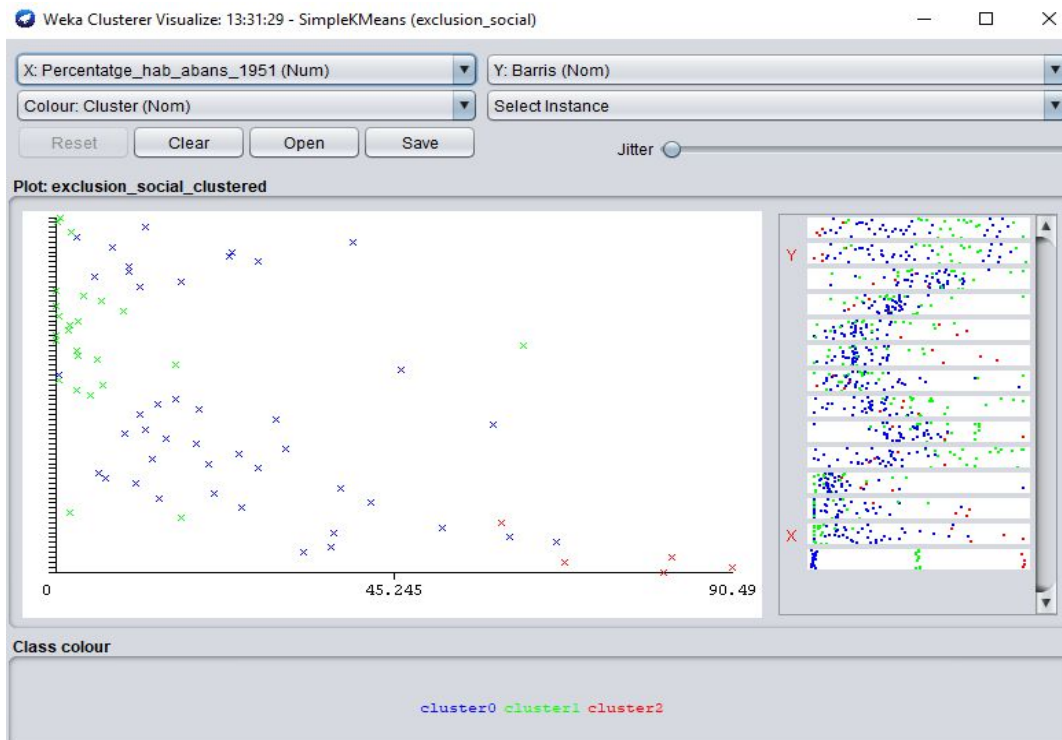 Weka Clusterer Visualize: 13:31:29 - SimpleKMeans (exclusion_social)
X: Percentatge_hab_abans_1951 (Num) Y: Barris (Nom)
Colour: Cluster (Nom) Select Instance
Reset Clear Open Save Jitter
Plot: exclusion_social_clustered
Y
X
0 45.245 90.49
Class colour
cluster0 cluster1 cluster2